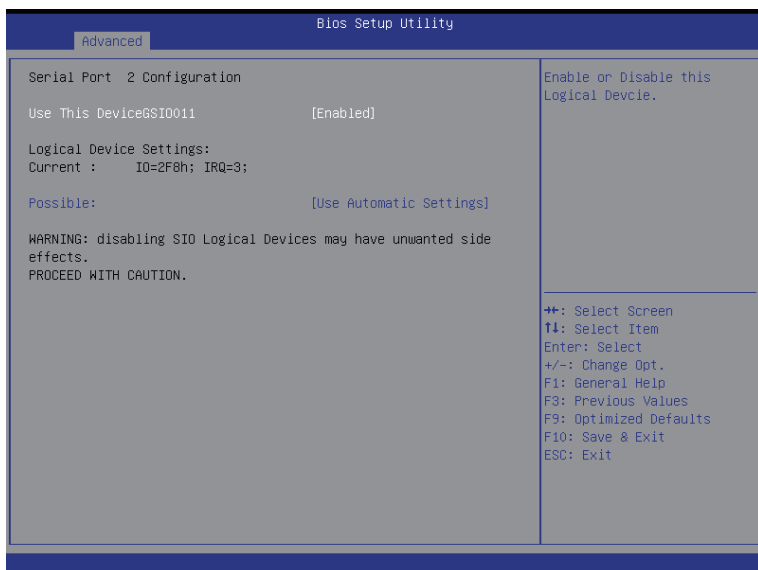 Bios Setup Utility
Advanced
Serial Port 2 Configuration
Use This DeviceGSIO011 [Enabled]
Logical Device Settings:
Current : IO=2F8h; IRQ=3;
Possible: [Use Automatic Settings]
WARNING: disabling SIO Logical Devices may have unwanted side
effects.
PROCEED WITH CAUTION.
Enable or Disable this
Logical Devcie.
→←: Select Screen
↑↓: Select Item
Enter: Select
+/-: Change Opt.
F1: General Help
F3: Previous Values
F9: Optimized Defaults
F10: Save & Exit
ESC: Exit